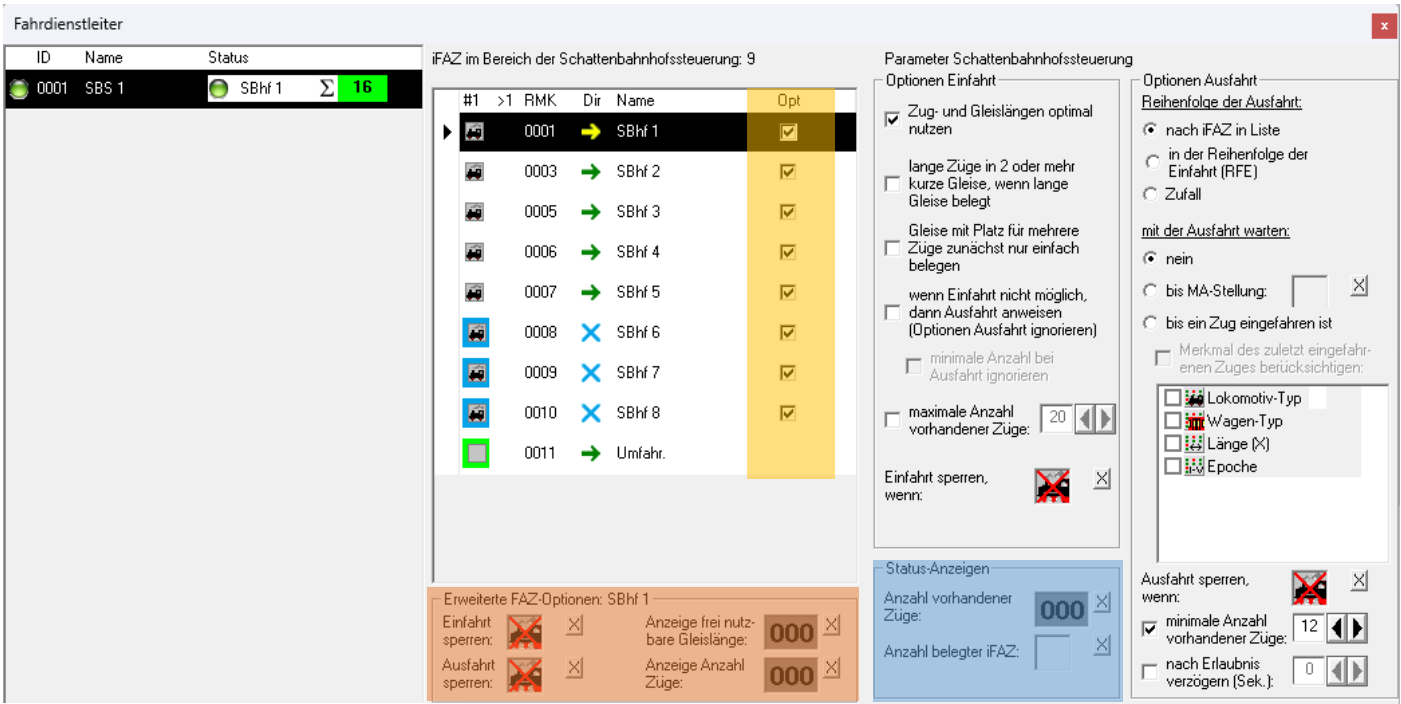 Fahrdienstleiter
x
ID Name Status
0001 SBS 1 SBhf 1 Σ 16
iFAZ im Bereich der Schattenbahnhofssteuerung: 9
#1 >1 RMK Dir Name Opt
0001 SBhf 1
0003 SBhf 2
0005 SBhf 3
0006 SBhf 4
0007 SBhf 5
0008 SBhf 6
0009 SBhf 7
0010 SBhf 8
0011 Umfahr.
Erweiterte FAZ-Optionen: SBhf 1
Einfahrt
sperren:
X
Anzeige frei nutz-
bare Gleislänge:
000
X
Ausfahrt
sperren:
X
Anzeige Anzahl
Züge:
000
X
Parameter Schattenbahnhofssteuerung
Optionen Einfahrt
Zug- und Gleislängen optimal
nutzen
lange Züge in 2 oder mehr
kurze Gleise, wenn lange
Gleise belegt
Gleise mit Platz für mehrere
Züge zunächst nur einfach
belegen
wenn Einfahrt nicht möglich,
dann Ausfahrt anweisen
(Optionen Ausfahrt ignorieren)
minimale Anzahl bei
Ausfahrt ignorieren
maximale Anzahl
vorhandener Züge:
20
Einfahrt sperren,
wenn:
X
Status-Anzeigen
Anzahl vorhandener
Züge:
000
X
Anzahl belegter iFAZ:
X
Optionen Ausfahrt
Reihenfolge der Ausfahrt:
nach iFAZ in Liste
in der Reihenfolge der
Einfahrt (RFE)
Zufall
mit der Ausfahrt warten:
nein
bis MA-Stellung:
X
bis ein Zug eingefahren ist
Merkmal des zuletzt eingefahr-
enen Zuges berücksichtigen:
Lokomotiv-Typ
Wagen-Typ
Länge (X)
I-V Epoche
Ausfahrt sperren,
wenn:
X
minimale Anzahl
vorhandener Züge:
12
nach Erlaubnis
verzögern (Sek.):
0